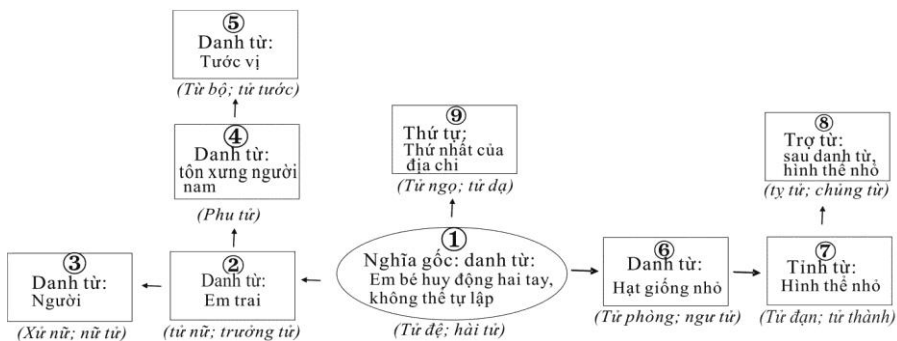 ⑤
Danh từ:
Tước vị
(Từ bộ; tử tước)
④
Danh từ:
tôn xưng người
nam
(Phu tử)
⑨
Thứ tự;
Thứ nhất của
địa chi
(Tử ngọ; tử dạ)
⑧
Trợ từ:
sau danh từ,
hình thể nhỏ
(tỵ tử; chủng tử)
③
Danh từ:
Người
(Xử nữ; nữ tử)
②
Danh từ:
Em trai
(tử nữ; trưởng tử)
①
Nghĩa gốc: danh từ:
Em bé huy động hai tay,
không thể tự lập
(Tử đệ; hài tử)
⑥
Danh từ:
Hạt giống nhỏ
(Tử phòng; ngư tử)
⑦
Tỉnh từ:
Hình thể nhỏ
(Tử đạn; tử thành)